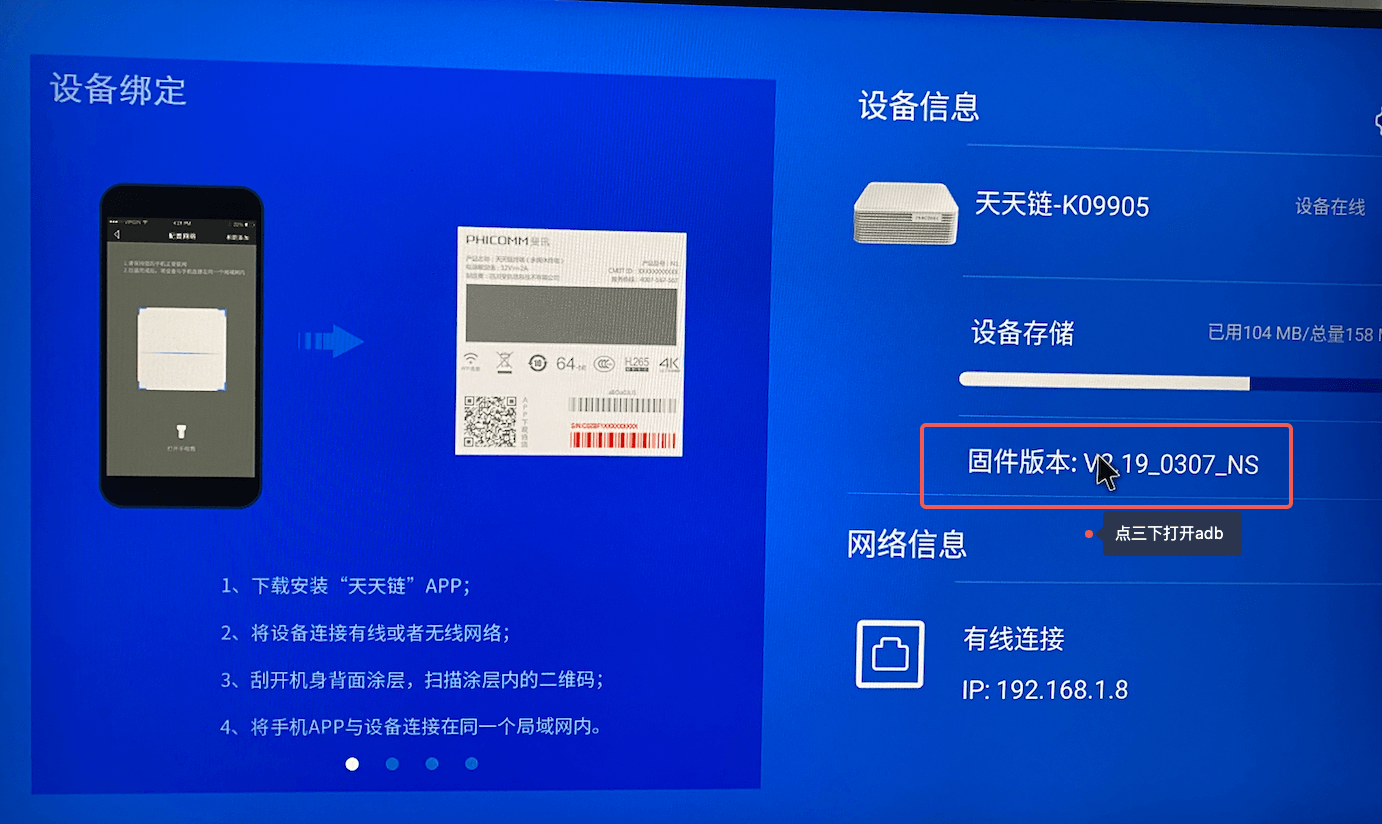 设备绑定
配置网络
PHICOMM 斐讯
64-bit
H.265
4K
APP下载
1、下载安装“天天链”APP；
2、将设备连接有线或者无线网络；
3、刮开机身背面涂层，扫描涂层内的二维码；
4、将手机APP与设备连接在同一个局域网内。
设备信息
天天链-K09905
设备在线
设备存储
已用104 MB/总量158
固件版本: 19_0307_NS
点三下打开adb
网络信息
有线连接
IP: 192.168.1.8